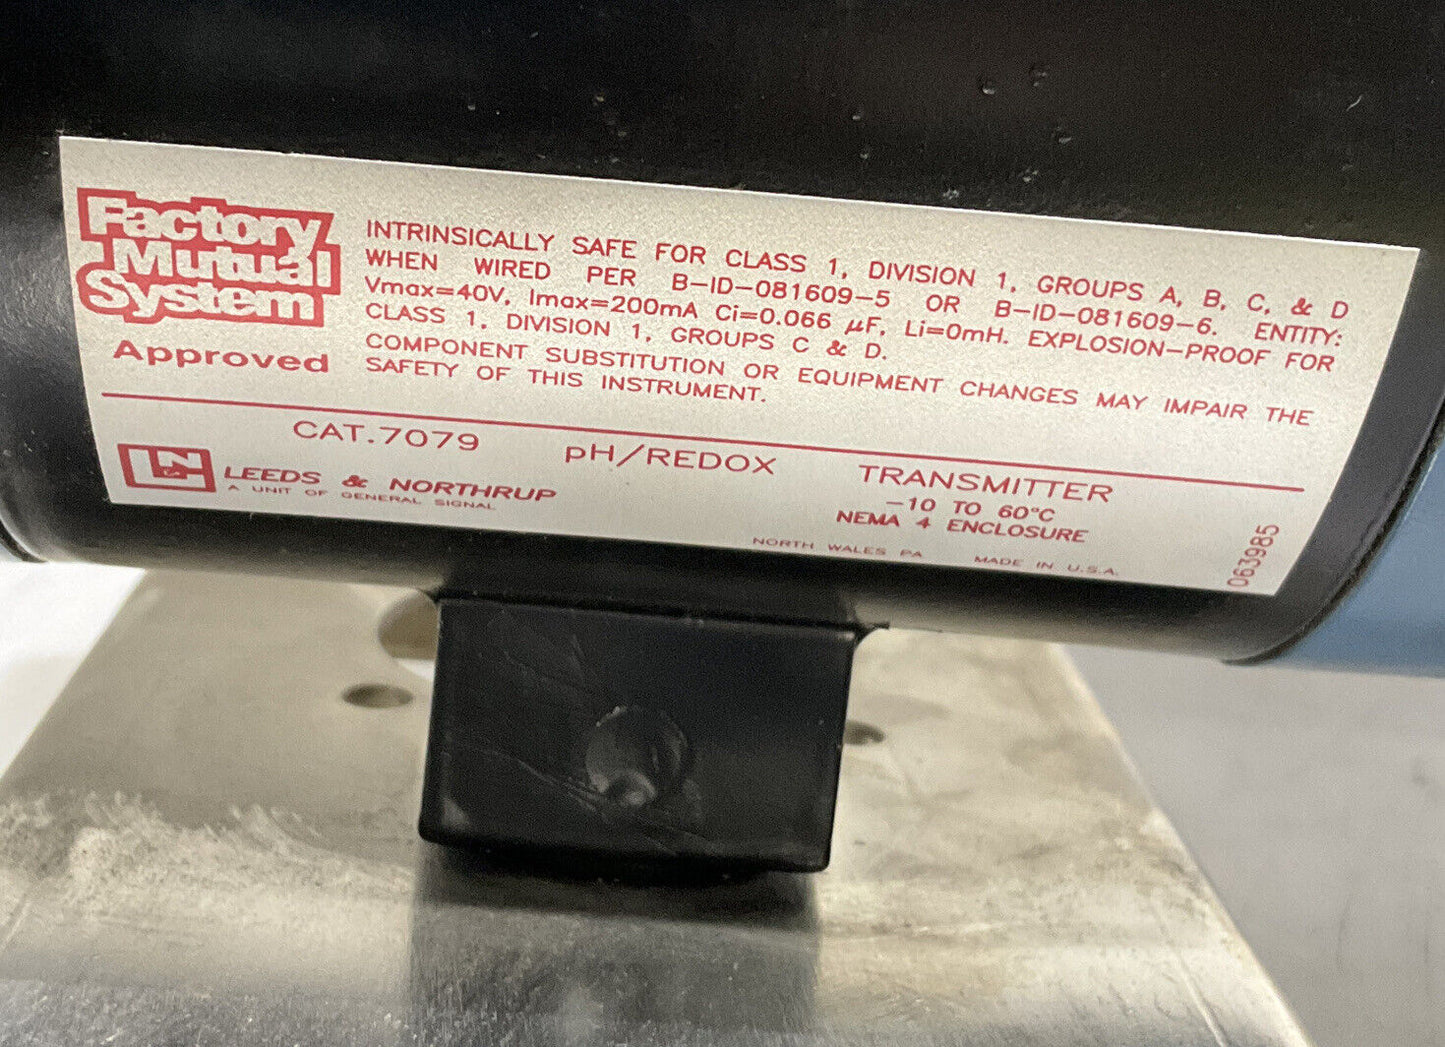 Factory
Mutual
System
Approved
INTRINSICALLY SAFE FOR CLASS 1, DIVISION 1, GROUPS A, B, C, & D
WHEN WIRED PER B-ID-081609-5 OR B-ID-081609-6. ENTITY:
Vmax=40V, Imax=200mA Ci=0.066 µF, Li=0mH. EXPLOSION-PROOF FOR
CLASS 1, DIVISION 1, GROUPS C & D.
COMPONENT SUBSTITUTION OR EQUIPMENT CHANGES MAY IMPAIR THE
SAFETY OF THIS INSTRUMENT.
CAT.7079 pH/REDOX TRANSMITTER
-10 TO 60°C
NEMA 4 ENCLOSURE
L&N LEEDS & NORTHRUP
A UNIT OF GENERAL SIGNAL
NORTH WALES PA MADE IN U.S.A.
063985